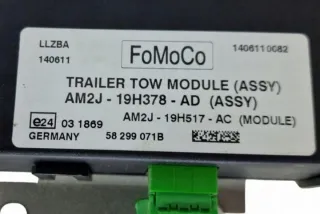 LLZBA
140611
FoMoCo
1406110082
TRAILER TOW MODULE (ASSY)
AM2J - 19H378 - AD (ASSY)
e24 03 1869
AM2J - 19H517 - AC (MODULE)
GERMANY 58 299 071B